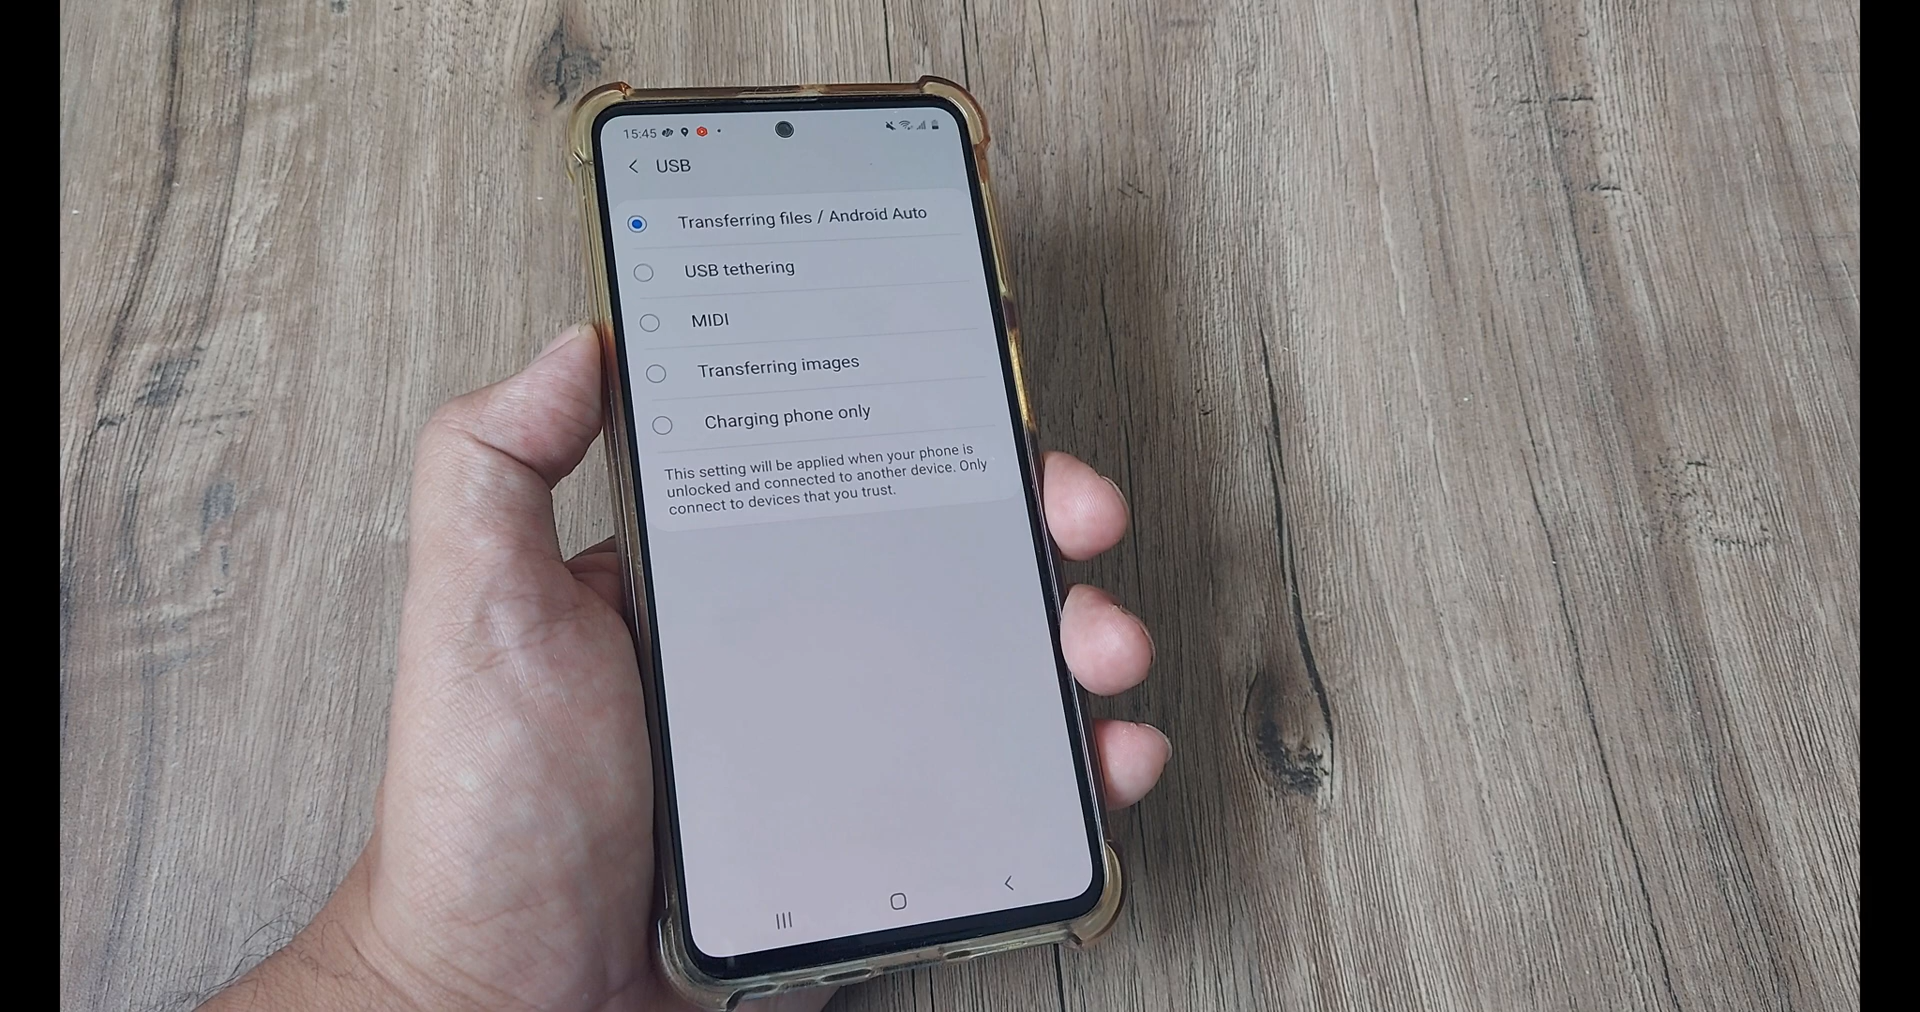 15:45
USB
Transferring files / Android Auto
USB tethering
MIDI
Transferring images
Charging phone only
This setting will be applied when your phone is
unlocked and connected to another device. Only
connect to devices that you trust.